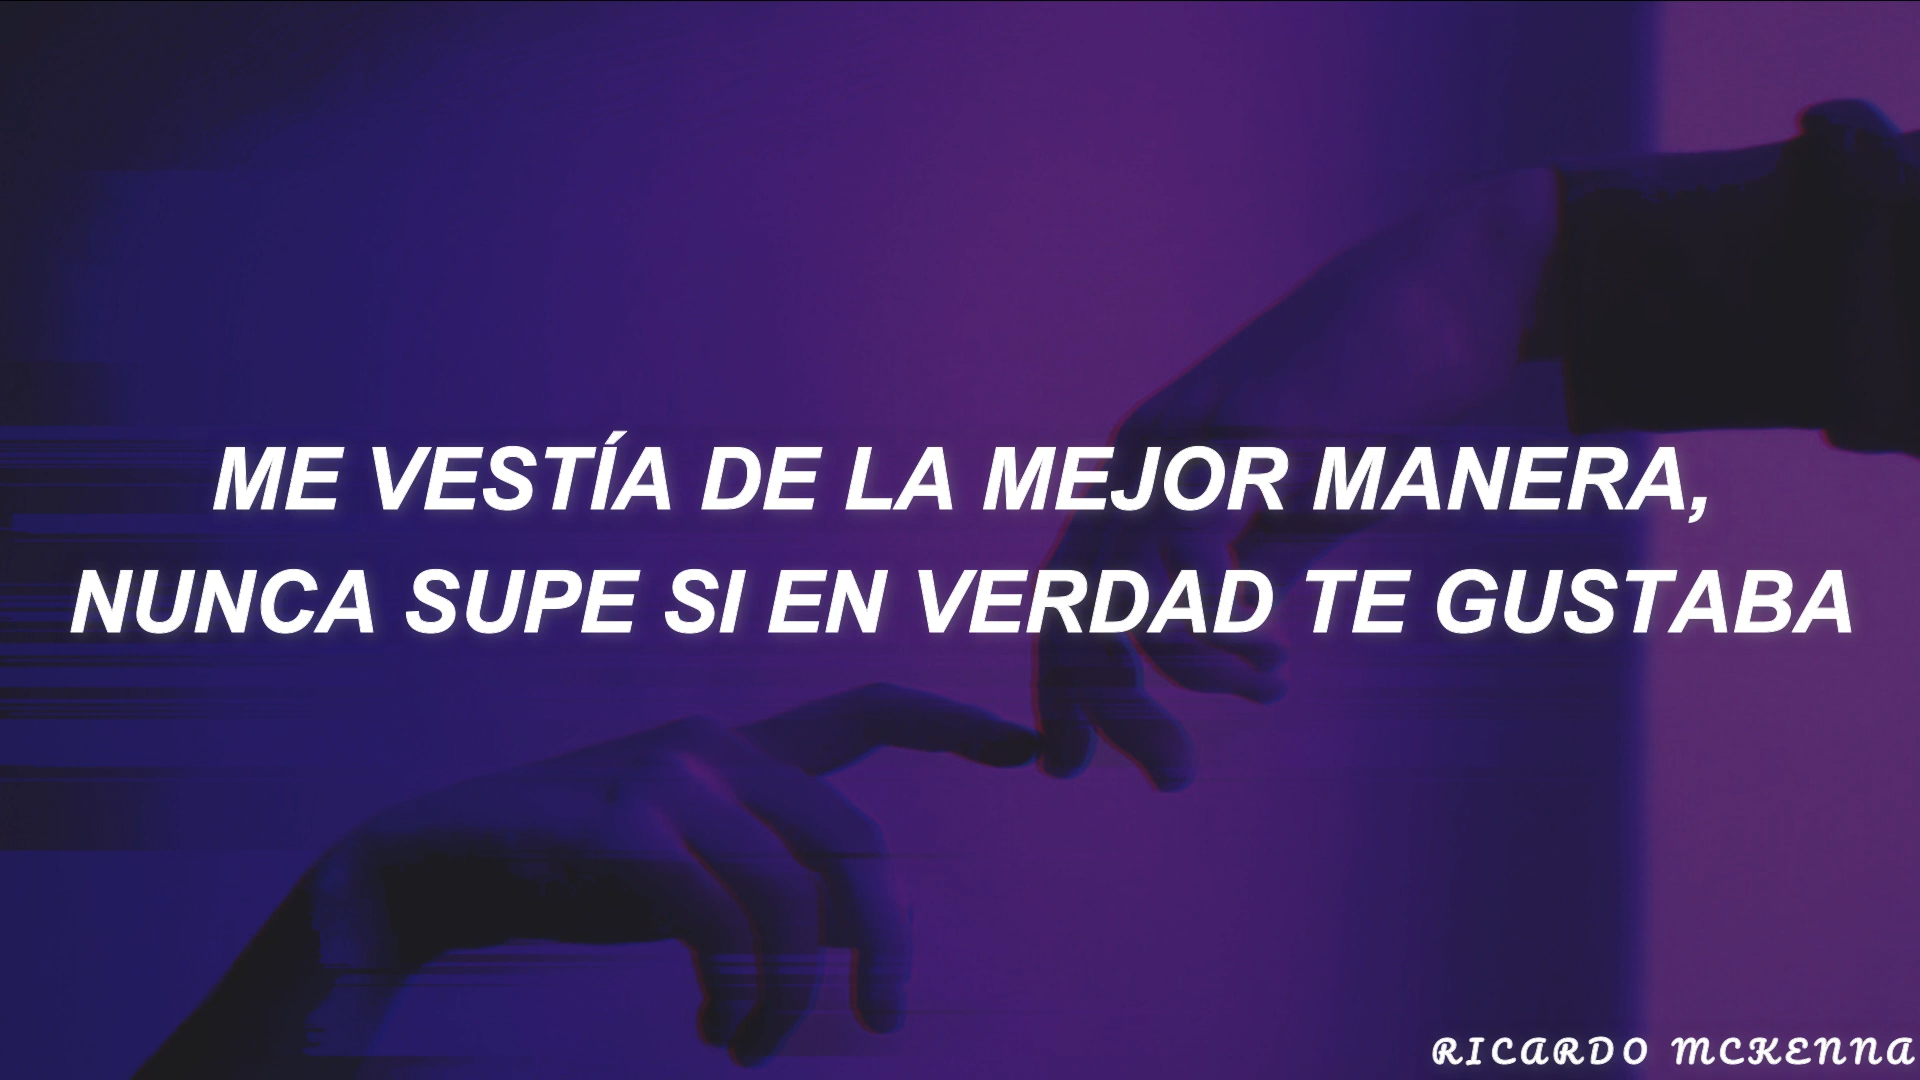 ME VESTÍA DE LA MEJOR MANERA,
NUNCA SUPE SI EN VERDAD TE GUSTABA
RICARDO MCKENNA